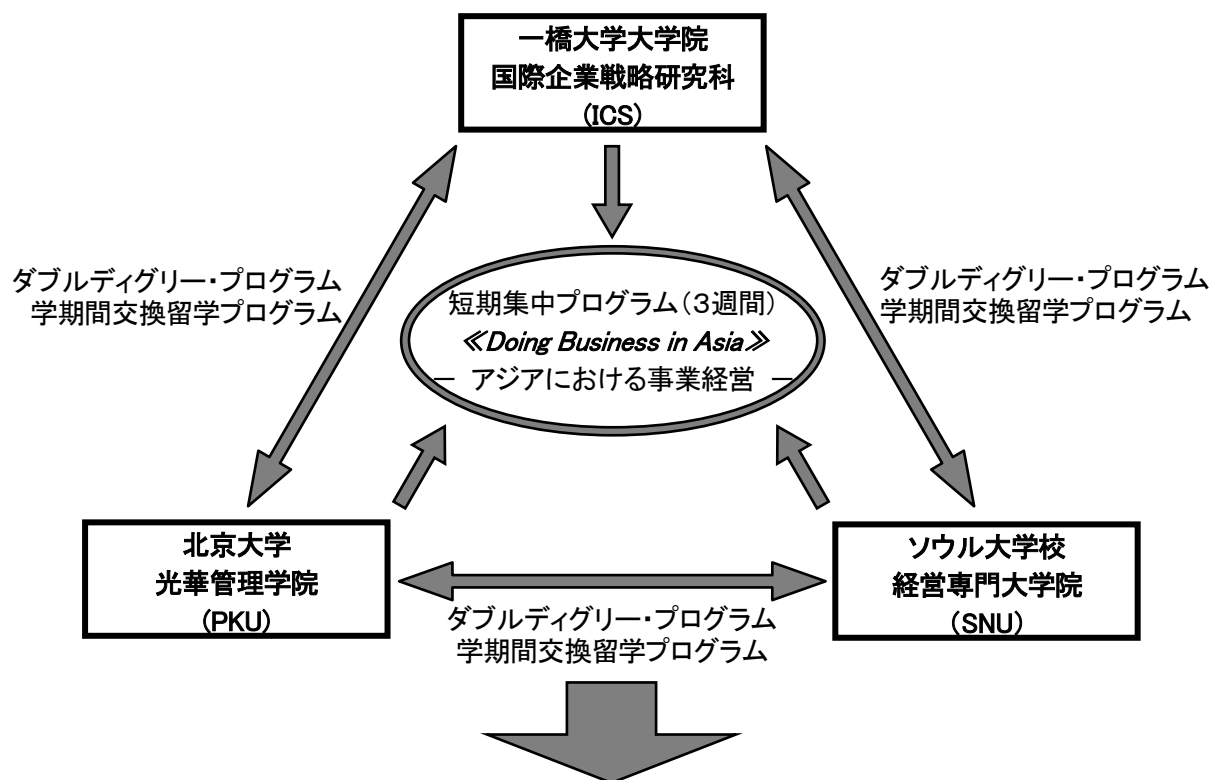 一橋大学大学院
国際企業戦略研究科
(ICS)
ダブルディグリー・プログラム
学期間交換留学プログラム
ダブルディグリー・プログラム
学期間交換留学プログラム
短期集中プログラム(3週間)
≪Doing Business in Asia≫
― アジアにおける事業経営 ―
北京大学
光華管理学院
(PKU)
ソウル大学校
経営専門大学院
(SNU)
ダブルディグリー・プログラム
学期間交換留学プログラム